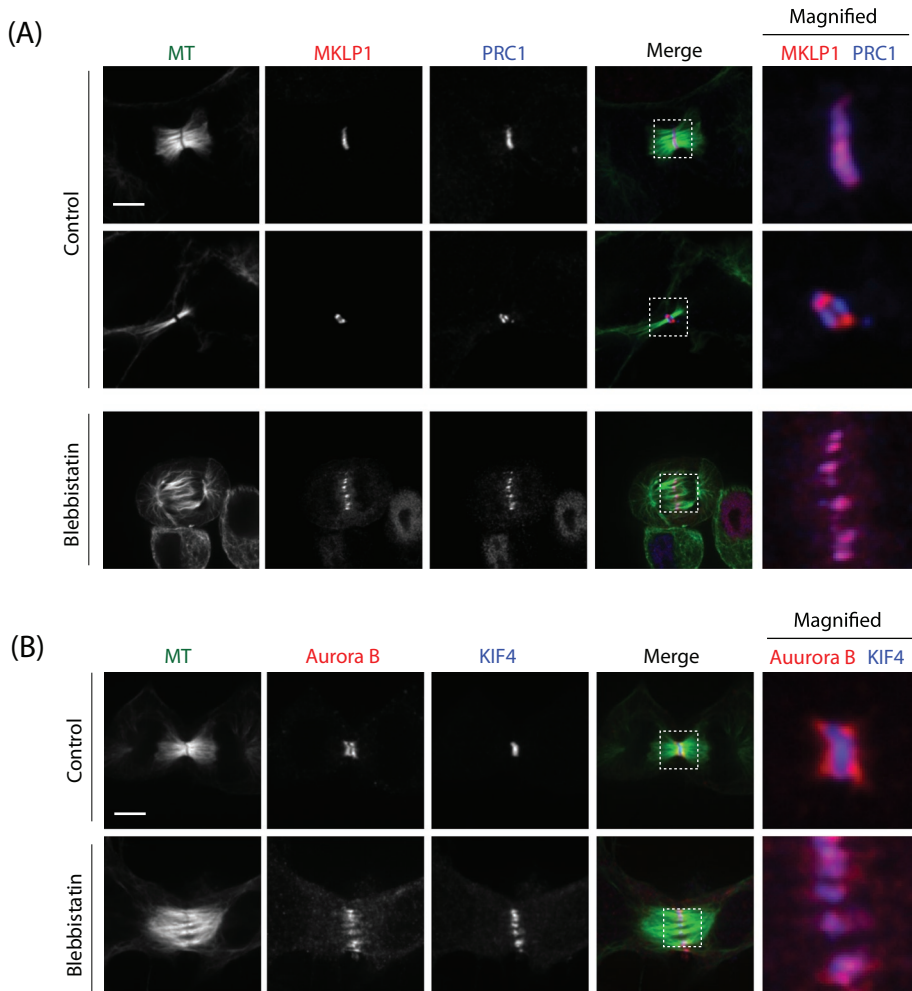 (A)
Magnified
MT MKLP1 PRC1 Merge MKLP1 PRC1
Control
Blebbistatin
(B)
Magnified
MT Aurora B KIF4 Merge Auurora B KIF4
Control
Blebbistatin